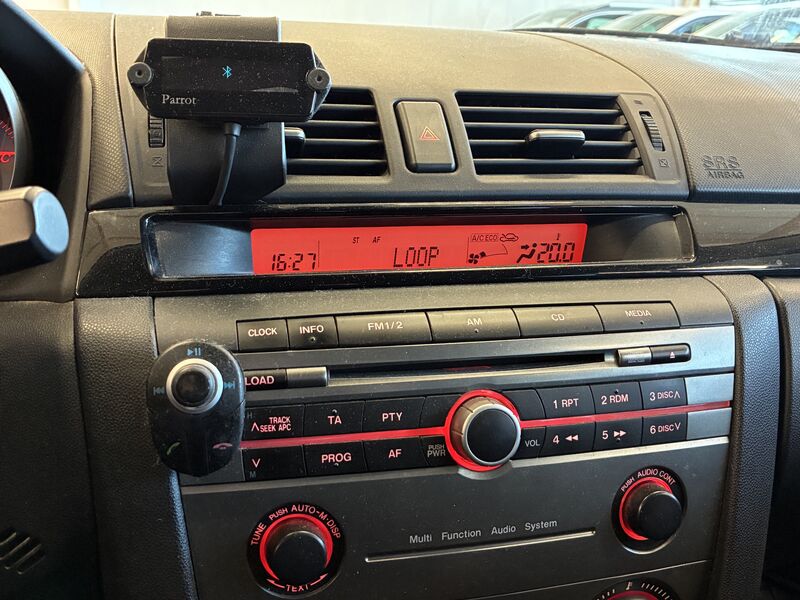 Parrot
SRS
AIRBAG
ST AF
A/C ECO
16:27 LOOP 20.0
CLOCK INFO FM1/2 AM CD MEDIA
LOAD
TRACK
SEEK APC TA PTY 1 RPT 2 RDM 3 DISC
PUSH
PWR VOL 4 5 6 DISC
PROG AF
M
TUNE PUSH AUTO-M·DISP
TEXT
Multi Function Audio System
PUSH AUDIO CONT